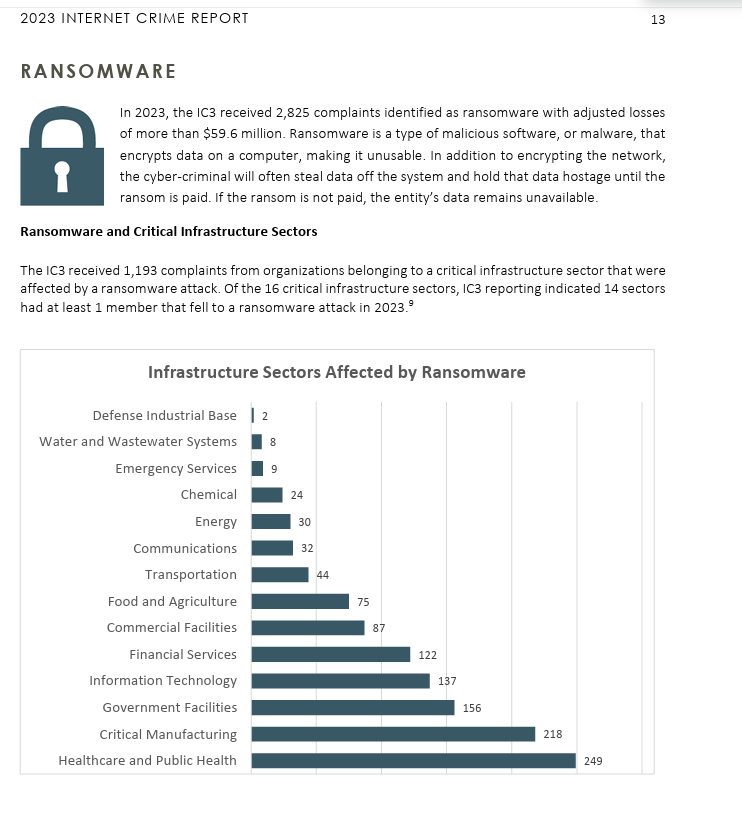 2023 INTERNET CRIME REPORT 13
RANSOMWARE
In 2023, the IC3 received 2,825 complaints identified as ransomware with adjusted losses
of more than $59.6 million. Ransomware is a type of malicious software, or malware, that
encrypts data on a computer, making it unusable. In addition to encrypting the network,
the cyber-criminal will often steal data off the system and hold that data hostage until the
ransom is paid. If the ransom is not paid, the entity’s data remains unavailable.
Ransomware and Critical Infrastructure Sectors
The IC3 received 1,193 complaints from organizations belonging to a critical infrastructure sector that were
affected by a ransomware attack. Of the 16 critical infrastructure sectors, IC3 reporting indicated 14 sectors
had at least 1 member that fell to a ransomware attack in 2023.⁹
Infrastructure Sectors Affected by Ransomware
Defense Industrial Base 2
Water and Wastewater Systems 8
Emergency Services 9
Chemical 24
Energy 30
Communications 32
Transportation 44
Food and Agriculture 75
Commercial Facilities 87
Financial Services 122
Information Technology 137
Government Facilities 156
Critical Manufacturing 218
Healthcare and Public Health 249